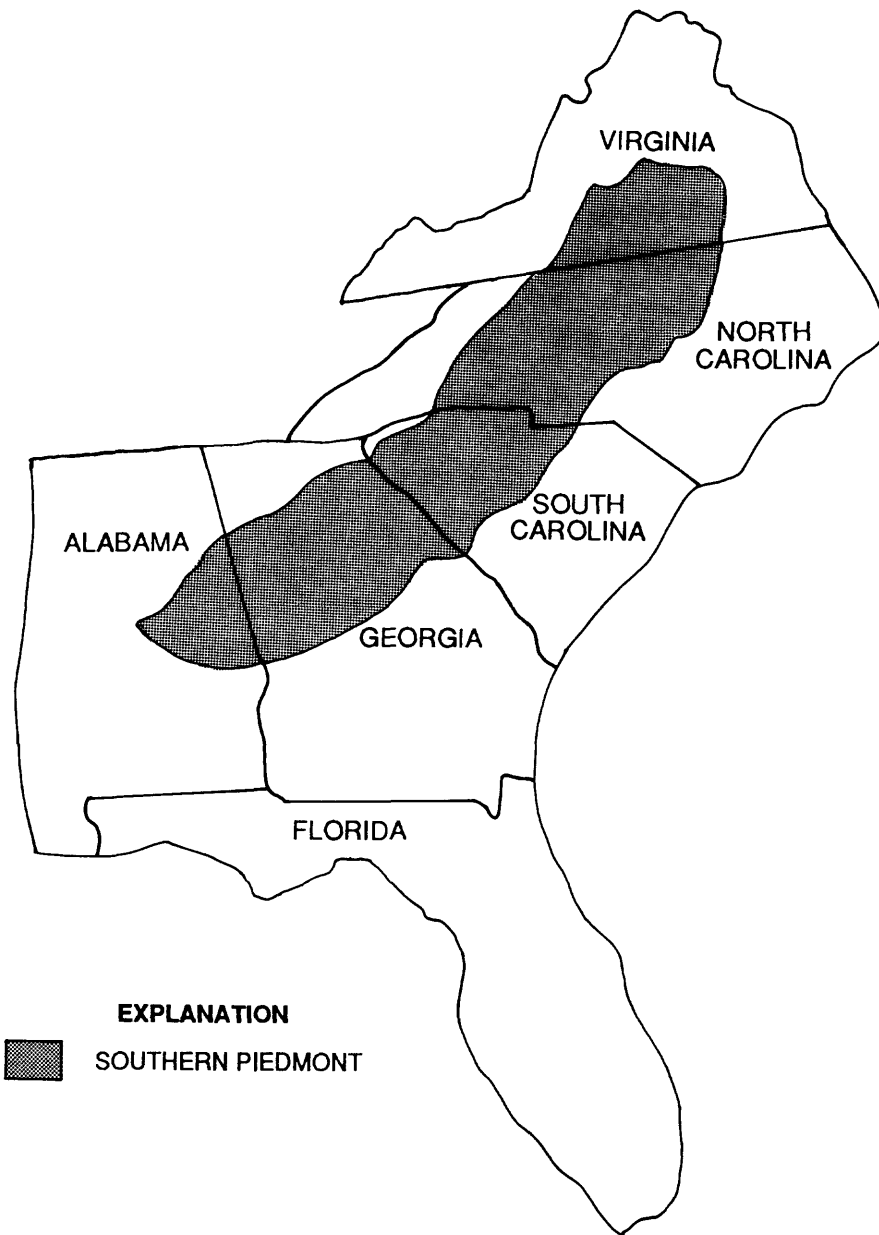 VIRGINIA
NORTH
CAROLINA
SOUTH
CAROLINA
ALABAMA
GEORGIA
FLORIDA
EXPLANATION
SOUTHERN PIEDMONT